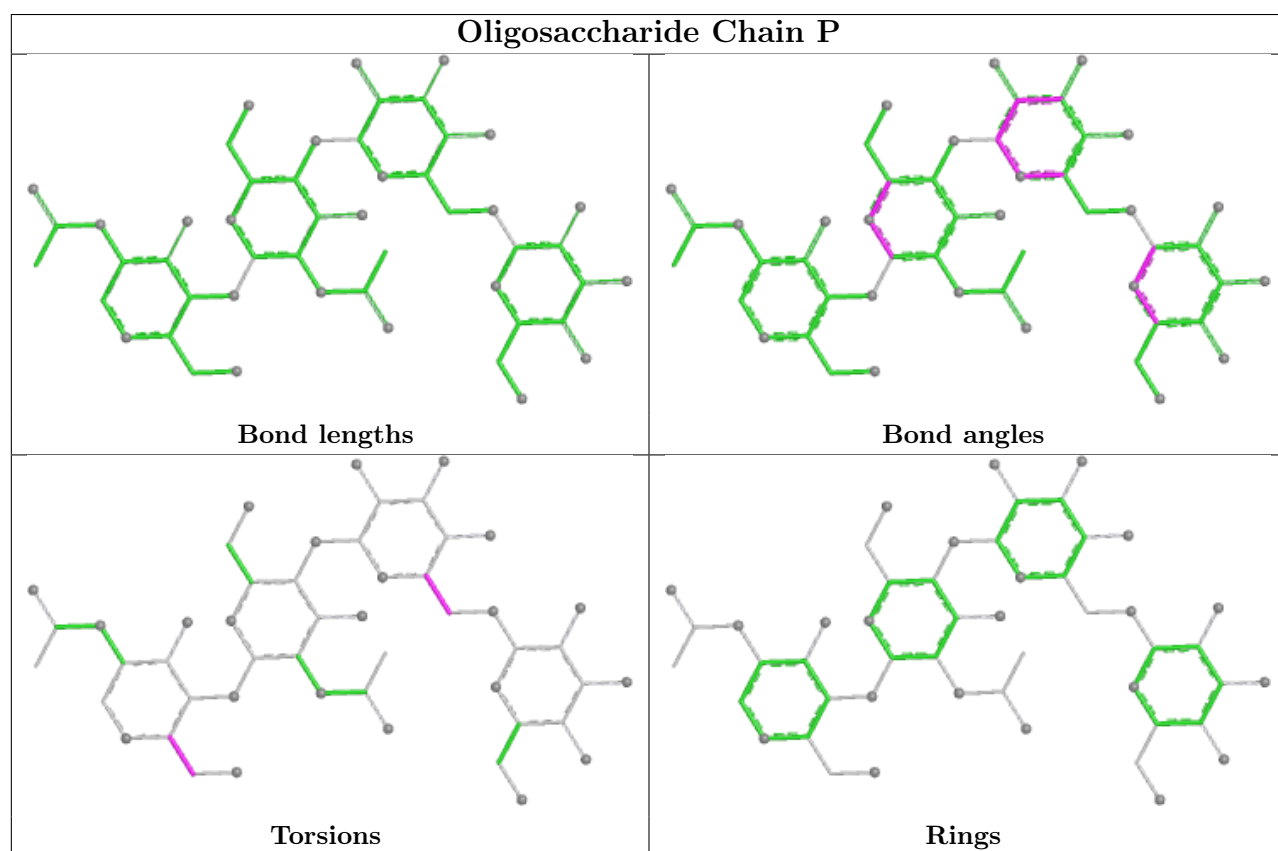 Oligosaccharide Chain P
Bond lengths
Bond angles
Torsions
Rings